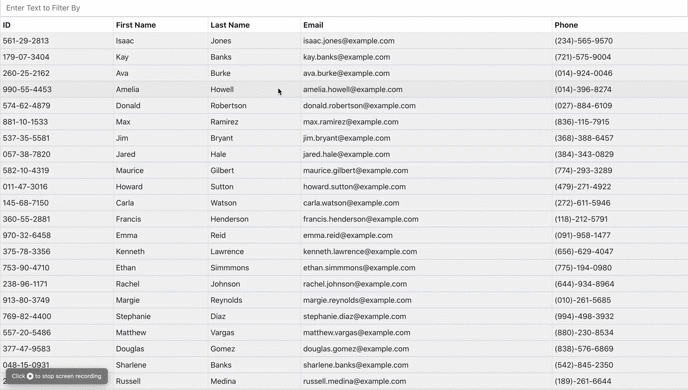 Enter Text to Filter By
ID First Name Last Name Email Phone
561-29-2813 Isaac Jones isaac.jones@example.com (234)-565-9570
179-07-3404 Kay Banks kay.banks@example.com (721)-575-9004
260-25-2162 Ava Burke ava.burke@example.com (014)-924-0046
990-55-4453 Amelia Howell amelia.howell@example.com (014)-396-8274
574-62-4879 Donald Robertson donald.robertson@example.com (027)-884-6109
881-10-1533 Max Ramirez max.ramirez@example.com (836)-115-7915
537-35-5581 Jim Bryant jim.bryant@example.com (368)-388-6457
057-38-7820 Jared Hale jared.hale@example.com (384)-343-0829
582-10-4319 Maurice Gilbert maurice.gilbert@example.com (774)-293-3289
011-47-3016 Howard Sutton howard.sutton@example.com (479)-271-4922
145-68-7150 Carla Watson carla.watson@example.com (272)-611-5946
360-55-2881 Francis Henderson francis.henderson@example.com (118)-212-5791
970-32-6458 Emma Reid emma.reid@example.com (091)-958-1477
375-78-3356 Kenneth Lawrence kenneth.lawrence@example.com (656)-629-4047
753-90-4710 Ethan Simmmons ethan.simmmons@example.com (775)-194-0980
238-96-1171 Rachel Johnson rachel.johnson@example.com (644)-934-8964
913-80-3749 Margie Reynolds margie.reynolds@example.com (010)-261-5685
769-82-4400 Stephanie Diaz stephanie.diaz@example.com (994)-498-3932
557-20-5486 Matthew Vargas matthew.vargas@example.com (880)-230-8534
377-47-9583 Douglas Gomez douglas.gomez@example.com (838)-576-6869
048-15-0931 Sharlene Banks sharlene.banks@example.com (542)-845-2350
Click to stop screen recording
Russell Medina russell.medina@example.com (189)-261-6644